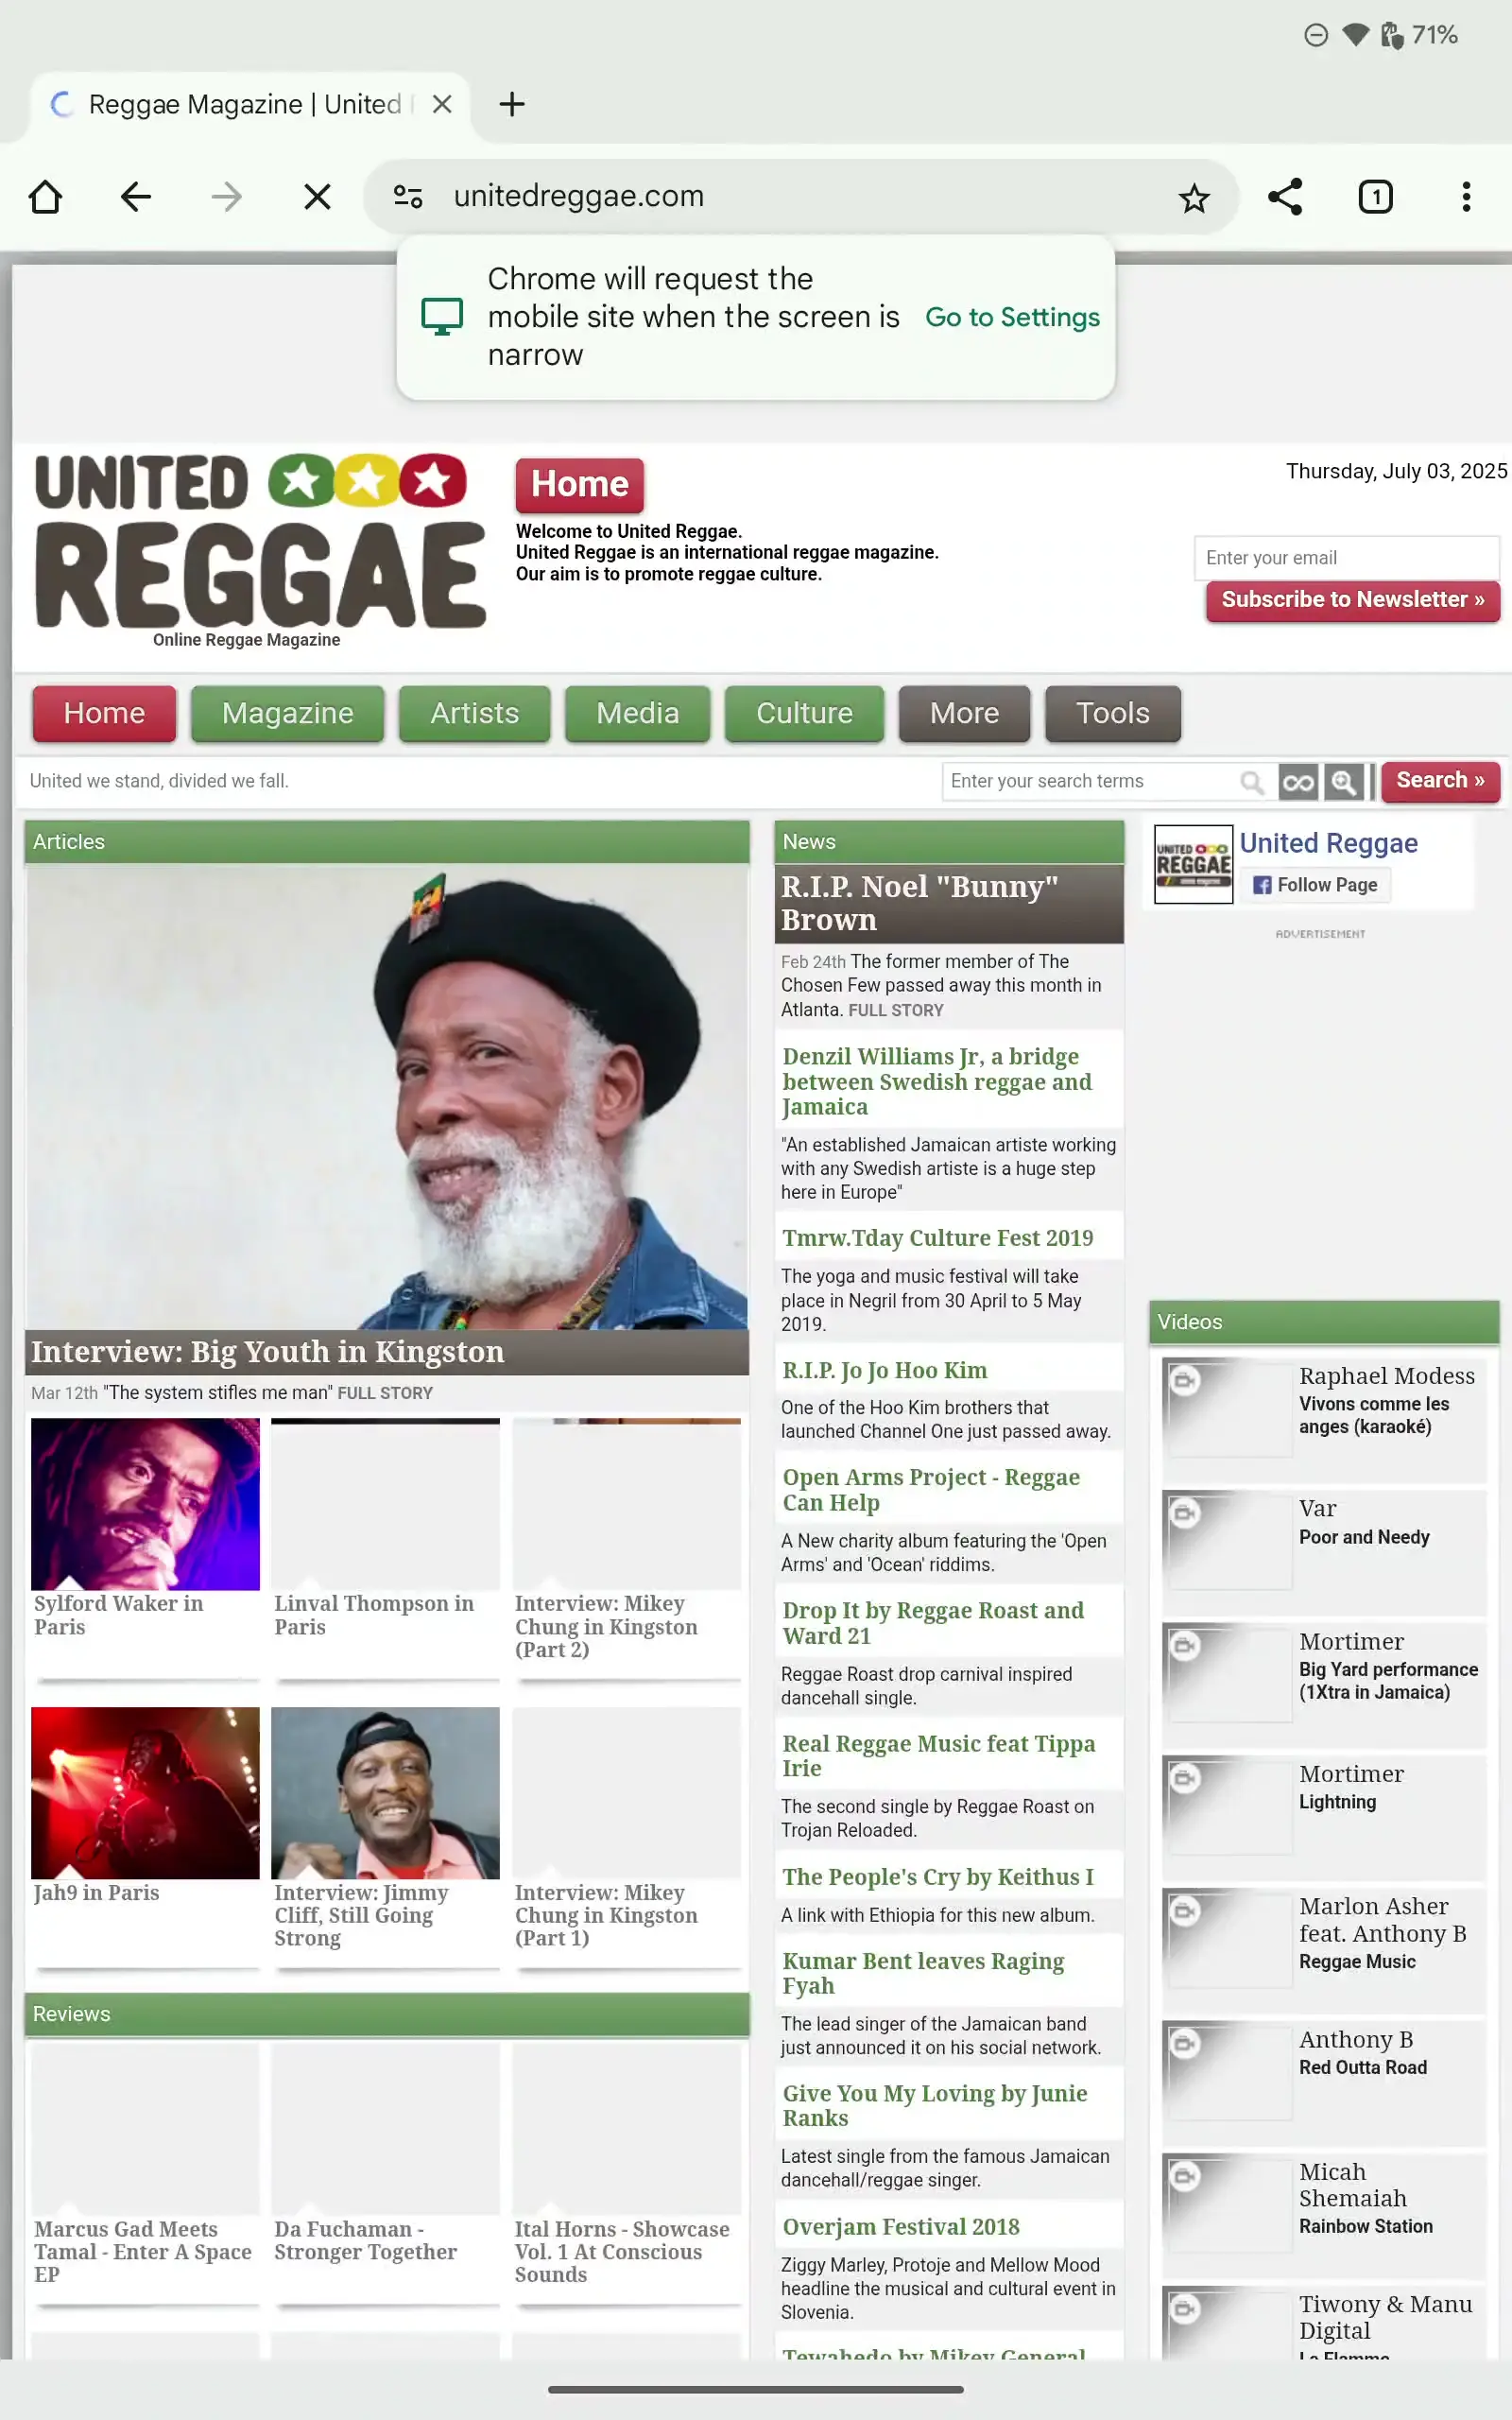 71%
Reggae Magazine | United
unitedreggae.com
1
Chrome will request the
mobile site when the screen is
narrow
Go to Settings
UNITED
REGGAE
Online Reggae Magazine
Home
Welcome to United Reggae.
United Reggae is an international reggae magazine.
Our aim is to promote reggae culture.
Thursday, July 03, 2025
Enter your email
Subscribe to Newsletter »
Home
Magazine
Artists
Media
Culture
More
Tools
United we stand, divided we fall.
Enter your search terms
Search »
Articles
Interview: Big Youth in Kingston
Mar 12th "The system stifles me man" FULL STORY
Sylford Waker in
Paris
Linval Thompson in
Paris
Interview: Mikey
Chung in Kingston
(Part 2)
Jah9 in Paris
Interview: Jimmy
Cliff, Still Going
Strong
Interview: Mikey
Chung in Kingston
(Part 1)
Reviews
Marcus Gad Meets
Tamal - Enter A Space
EP
Da Fuchaman -
Stronger Together
Ital Horns - Showcase
Vol. 1 At Conscious
Sounds
News
R.I.P. Noel "Bunny"
Brown
Feb 24th The former member of The
Chosen Few passed away this month in
Atlanta. FULL STORY
Denzil Williams Jr, a bridge
between Swedish reggae and
Jamaica
"An established Jamaican artiste working
with any Swedish artiste is a huge step
here in Europe"
Tmrw.Tday Culture Fest 2019
The yoga and music festival will take
place in Negril from 30 April to 5 May
2019.
R.I.P. Jo Jo Hoo Kim
One of the Hoo Kim brothers that
launched Channel One just passed away.
Open Arms Project - Reggae
Can Help
A New charity album featuring the 'Open
Arms' and 'Ocean' riddims.
Drop It by Reggae Roast and
Ward 21
Reggae Roast drop carnival inspired
dancehall single.
Real Reggae Music feat Tippa
Irie
The second single by Reggae Roast on
Trojan Reloaded.
The People's Cry by Keithus I
A link with Ethiopia for this new album.
Kumar Bent leaves Raging
Fyah
The lead singer of the Jamaican band
just announced it on his social network.
Give You My Loving by Junie
Ranks
Latest single from the famous Jamaican
dancehall/reggae singer.
Overjam Festival 2018
Ziggy Marley, Protoje and Mellow Mood
headline the musical and cultural event in
Slovenia.
Tewahedo by Mikey General
UNITED
REGGAE
United Reggae
Follow Page
ADVERTISEMENT
Videos
Raphael Modess
Vivons comme les
anges (karaoké)
Var
Poor and Needy
Mortimer
Big Yard performance
(1Xtra in Jamaica)
Mortimer
Lightning
Marlon Asher
feat. Anthony B
Reggae Music
Anthony B
Red Outta Road
Micah
Shemaiah
Rainbow Station
Tiwony & Manu
Digital
La Flamme